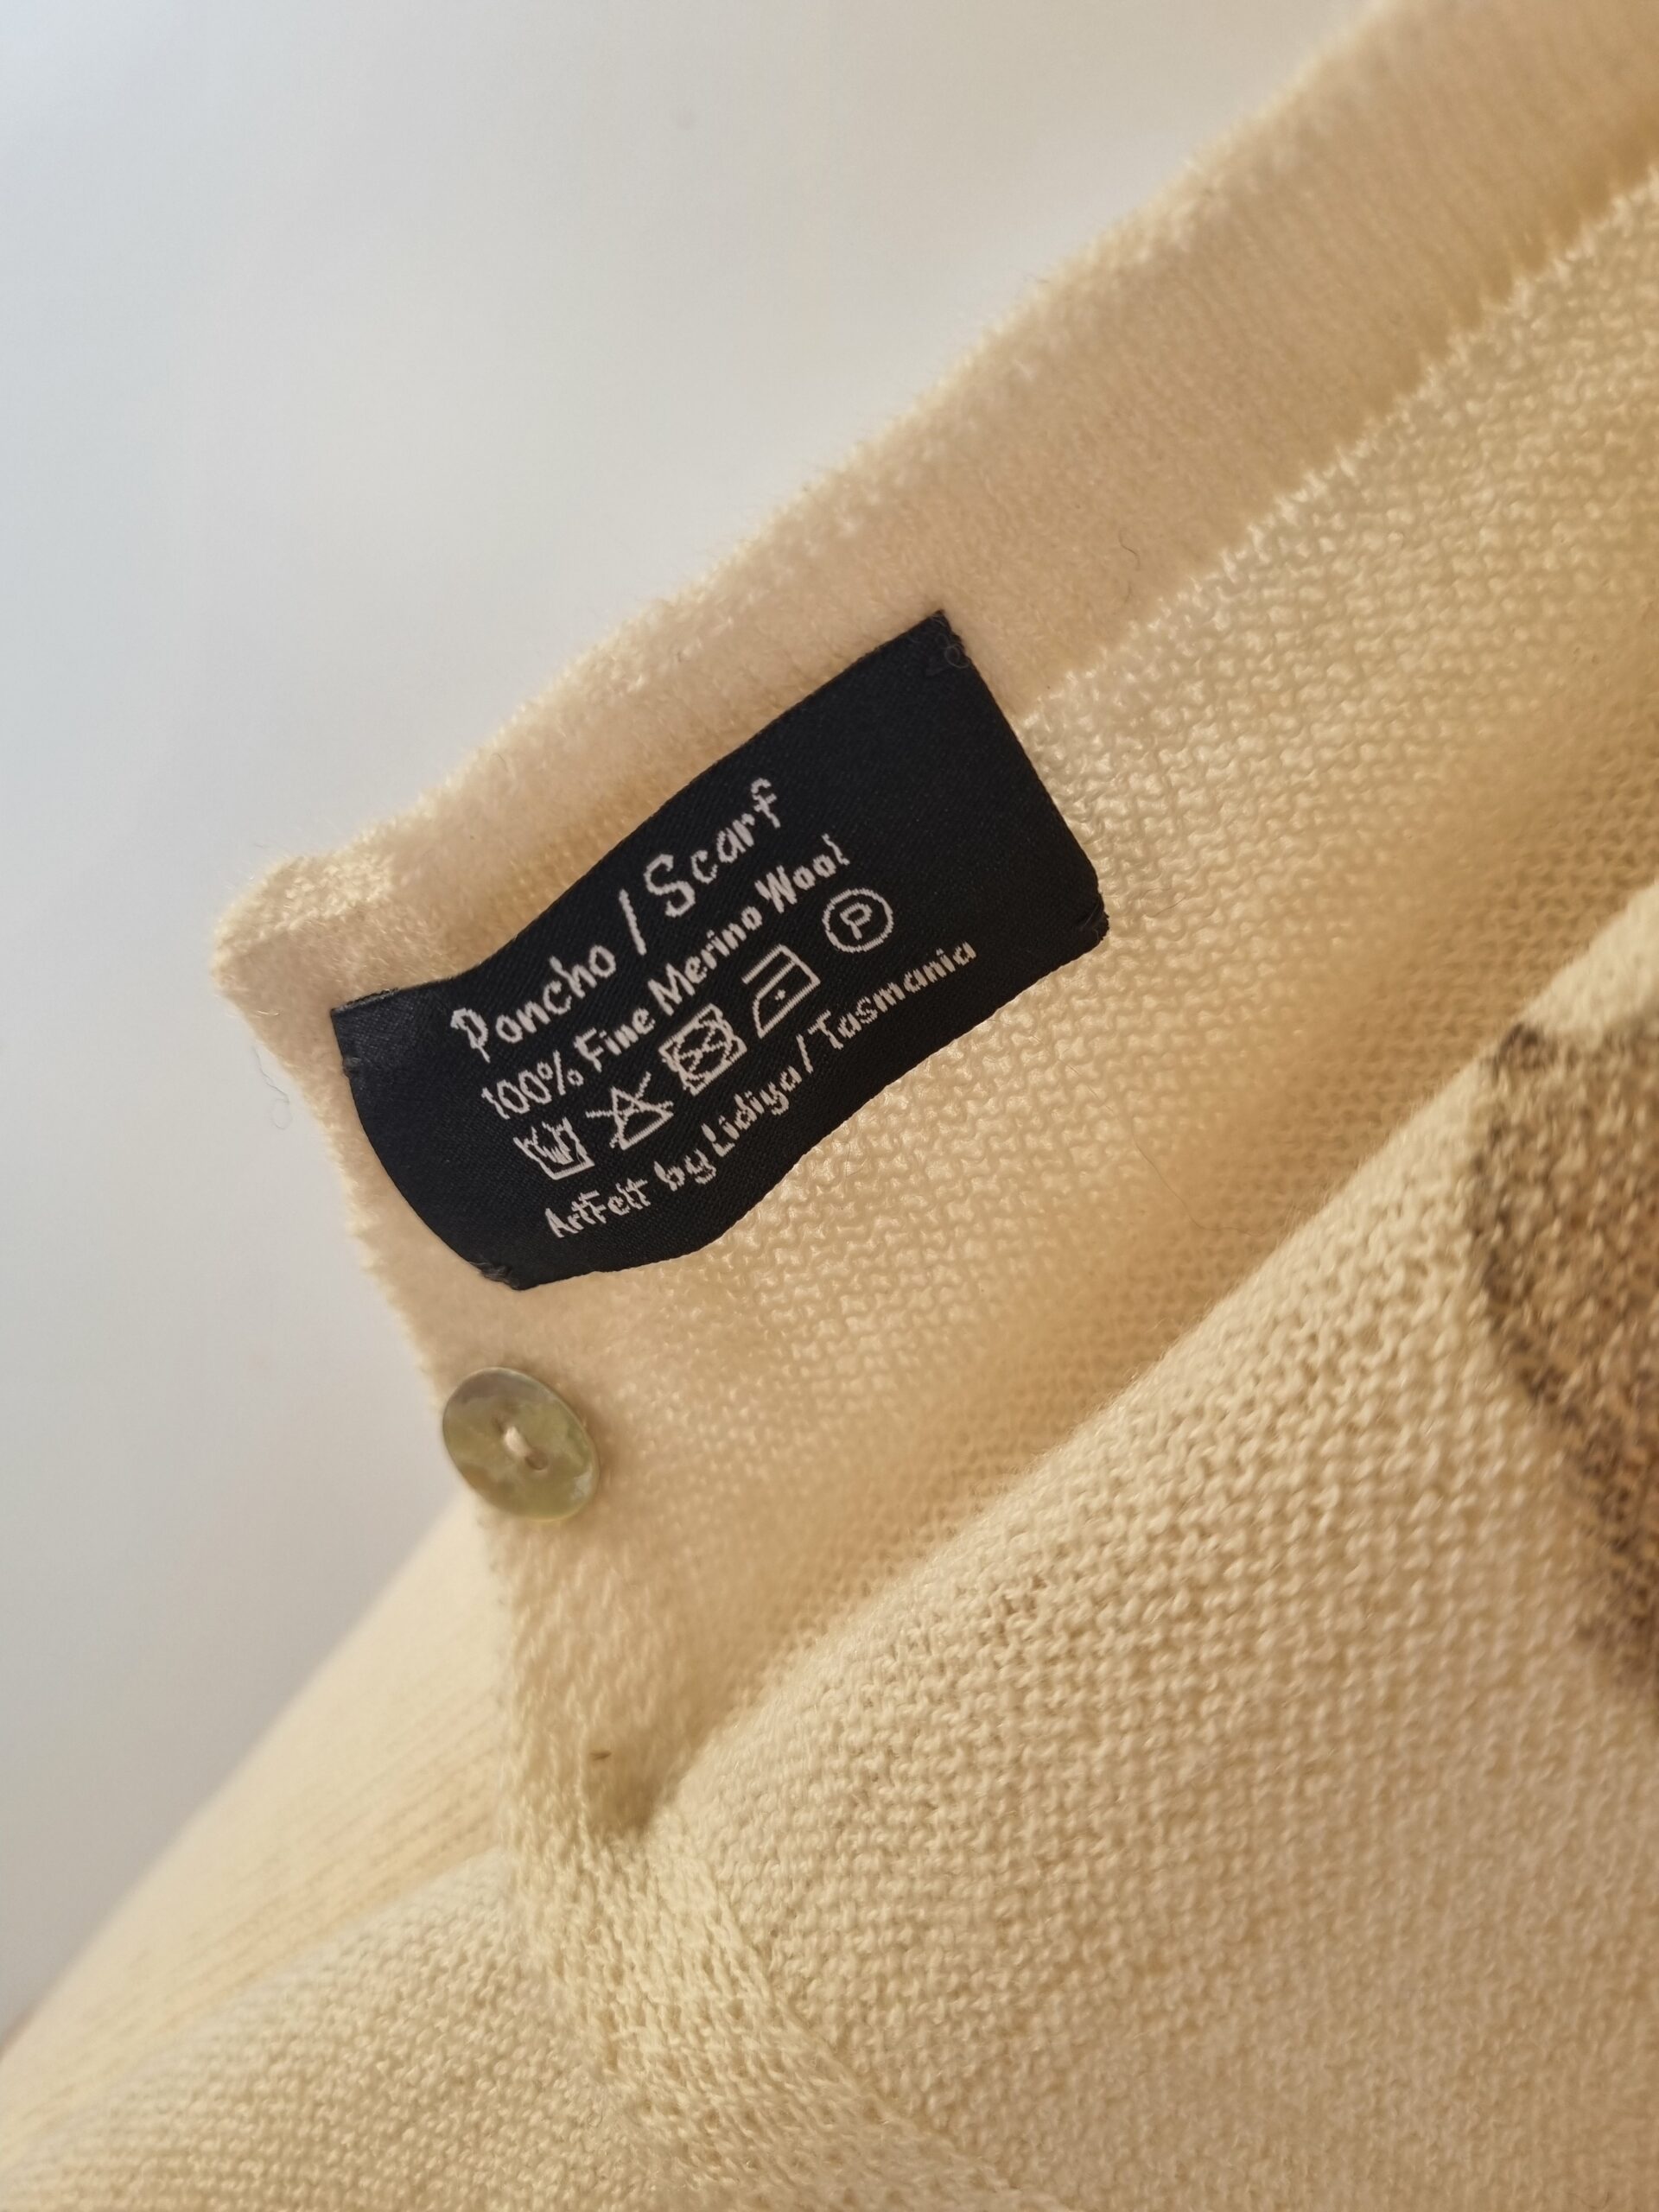 Poncho / Scarf
100% Fine Merino Wool
P
ArtFelt by Lidiya / Tasmania